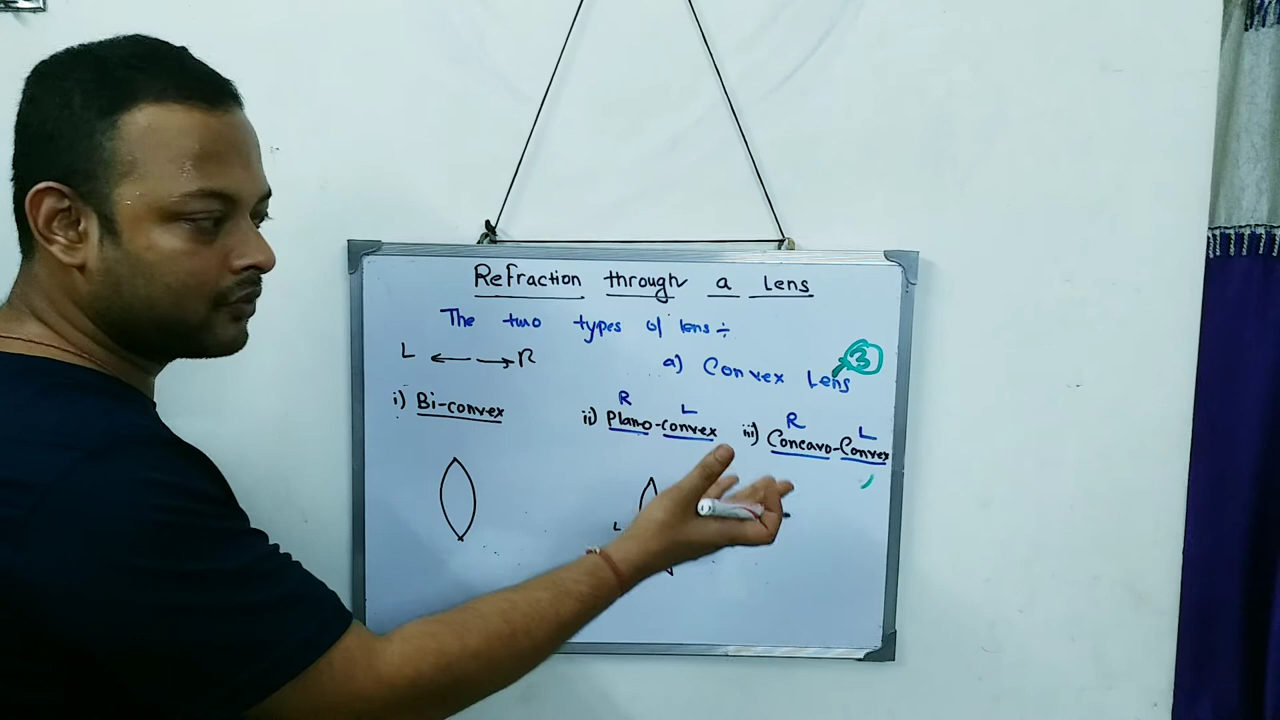 Refraction through a Lens
The two types of lens ÷
L ←→ R
a) Convex Lens 3
i) Bi-convex
R L
ii) Plano-convex
R L
iii) Concavo-Convex
L